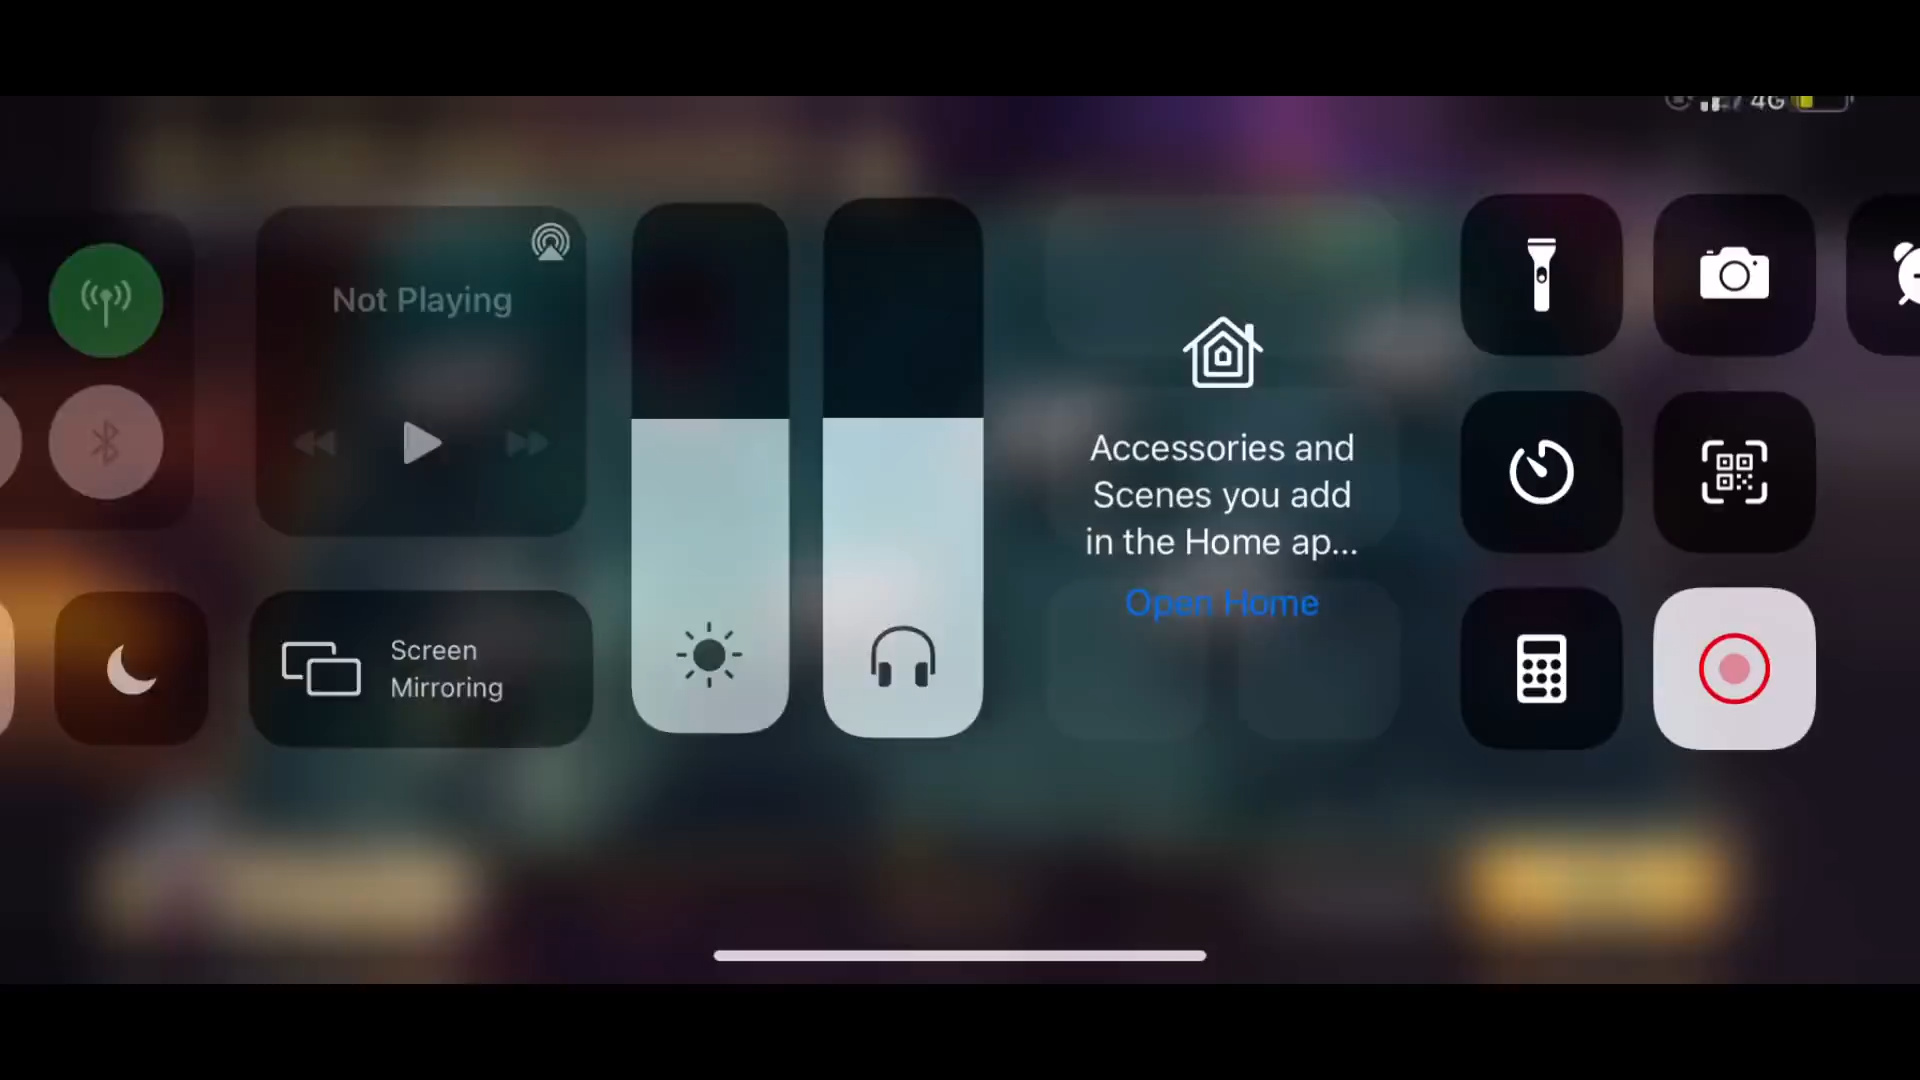 4G
Not Playing
Screen
Mirroring
Accessories and
Scenes you add
in the Home ap...
Open Home